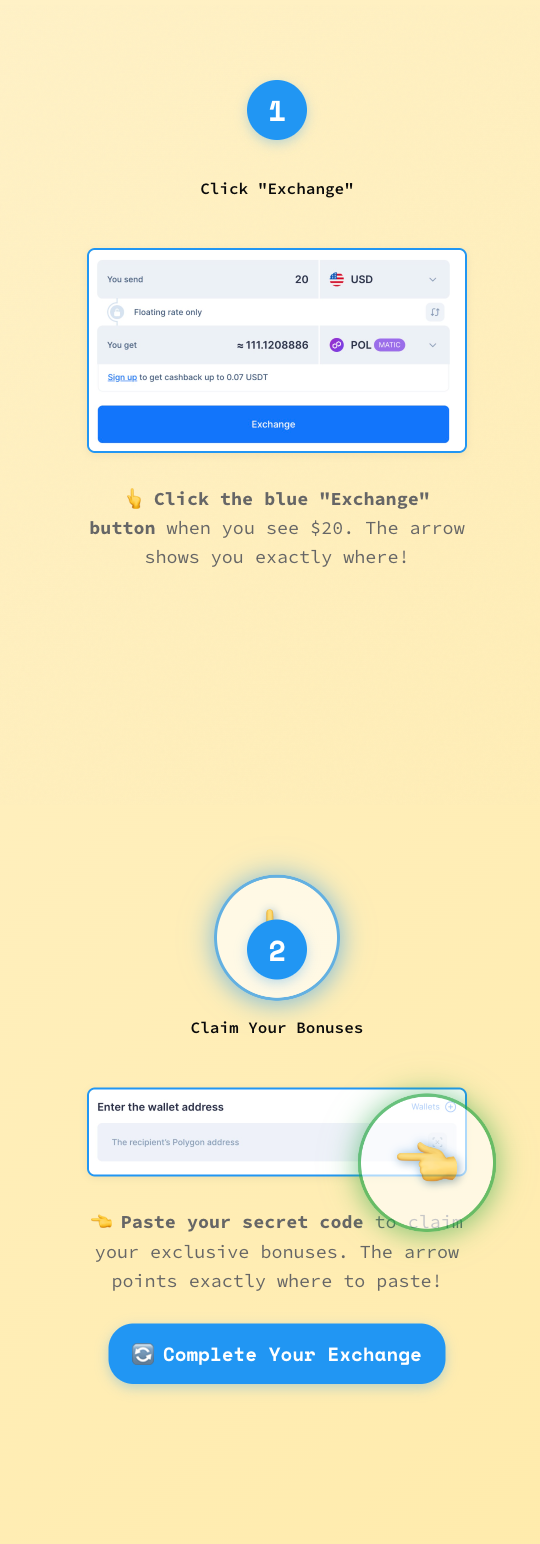 1
Click "Exchange"
You send 20 USD
Floating rate only
You get ≈ 111.1208886 POL MATIC
Sign up to get cashback up to 0.07 USDT
Exchange
👆 Click the blue "Exchange"
button when you see $20. The arrow
shows you exactly where!
2
Claim Your Bonuses
Enter the wallet address Wallets
The recipient's Polygon address
👉 Paste your secret code to claim
your exclusive bonuses. The arrow
points exactly where to paste!
🔄 Complete Your Exchange